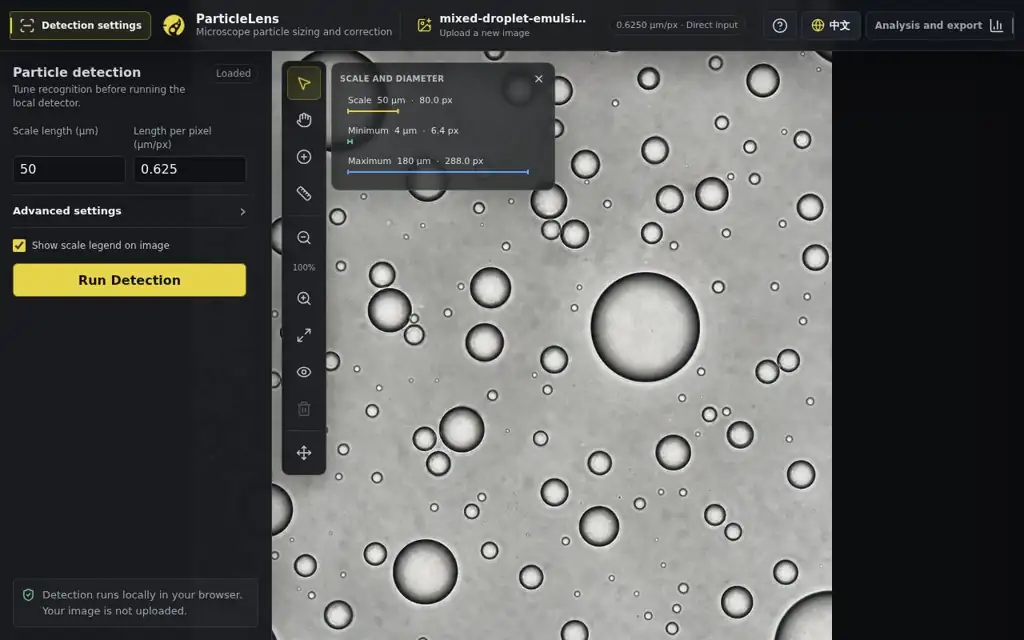 Detection settings
ParticleLens
Microscope particle sizing and correction
mixed-droplet-emulsi...
Upload a new image
0.6250 µm/px · Direct input
中文
Analysis and export
Particle detection
Loaded
Tune recognition before running the
local detector.
Scale length (µm)
Length per pixel
(µm/px)
50
0.625
Advanced settings
Show scale legend on image
Run Detection
100%
SCALE AND DIAMETER
Scale 50 µm · 80.0 px
Minimum 4 µm · 6.4 px
Maximum 180 µm · 288.0 px
Detection runs locally in your browser.
Your image is not uploaded.